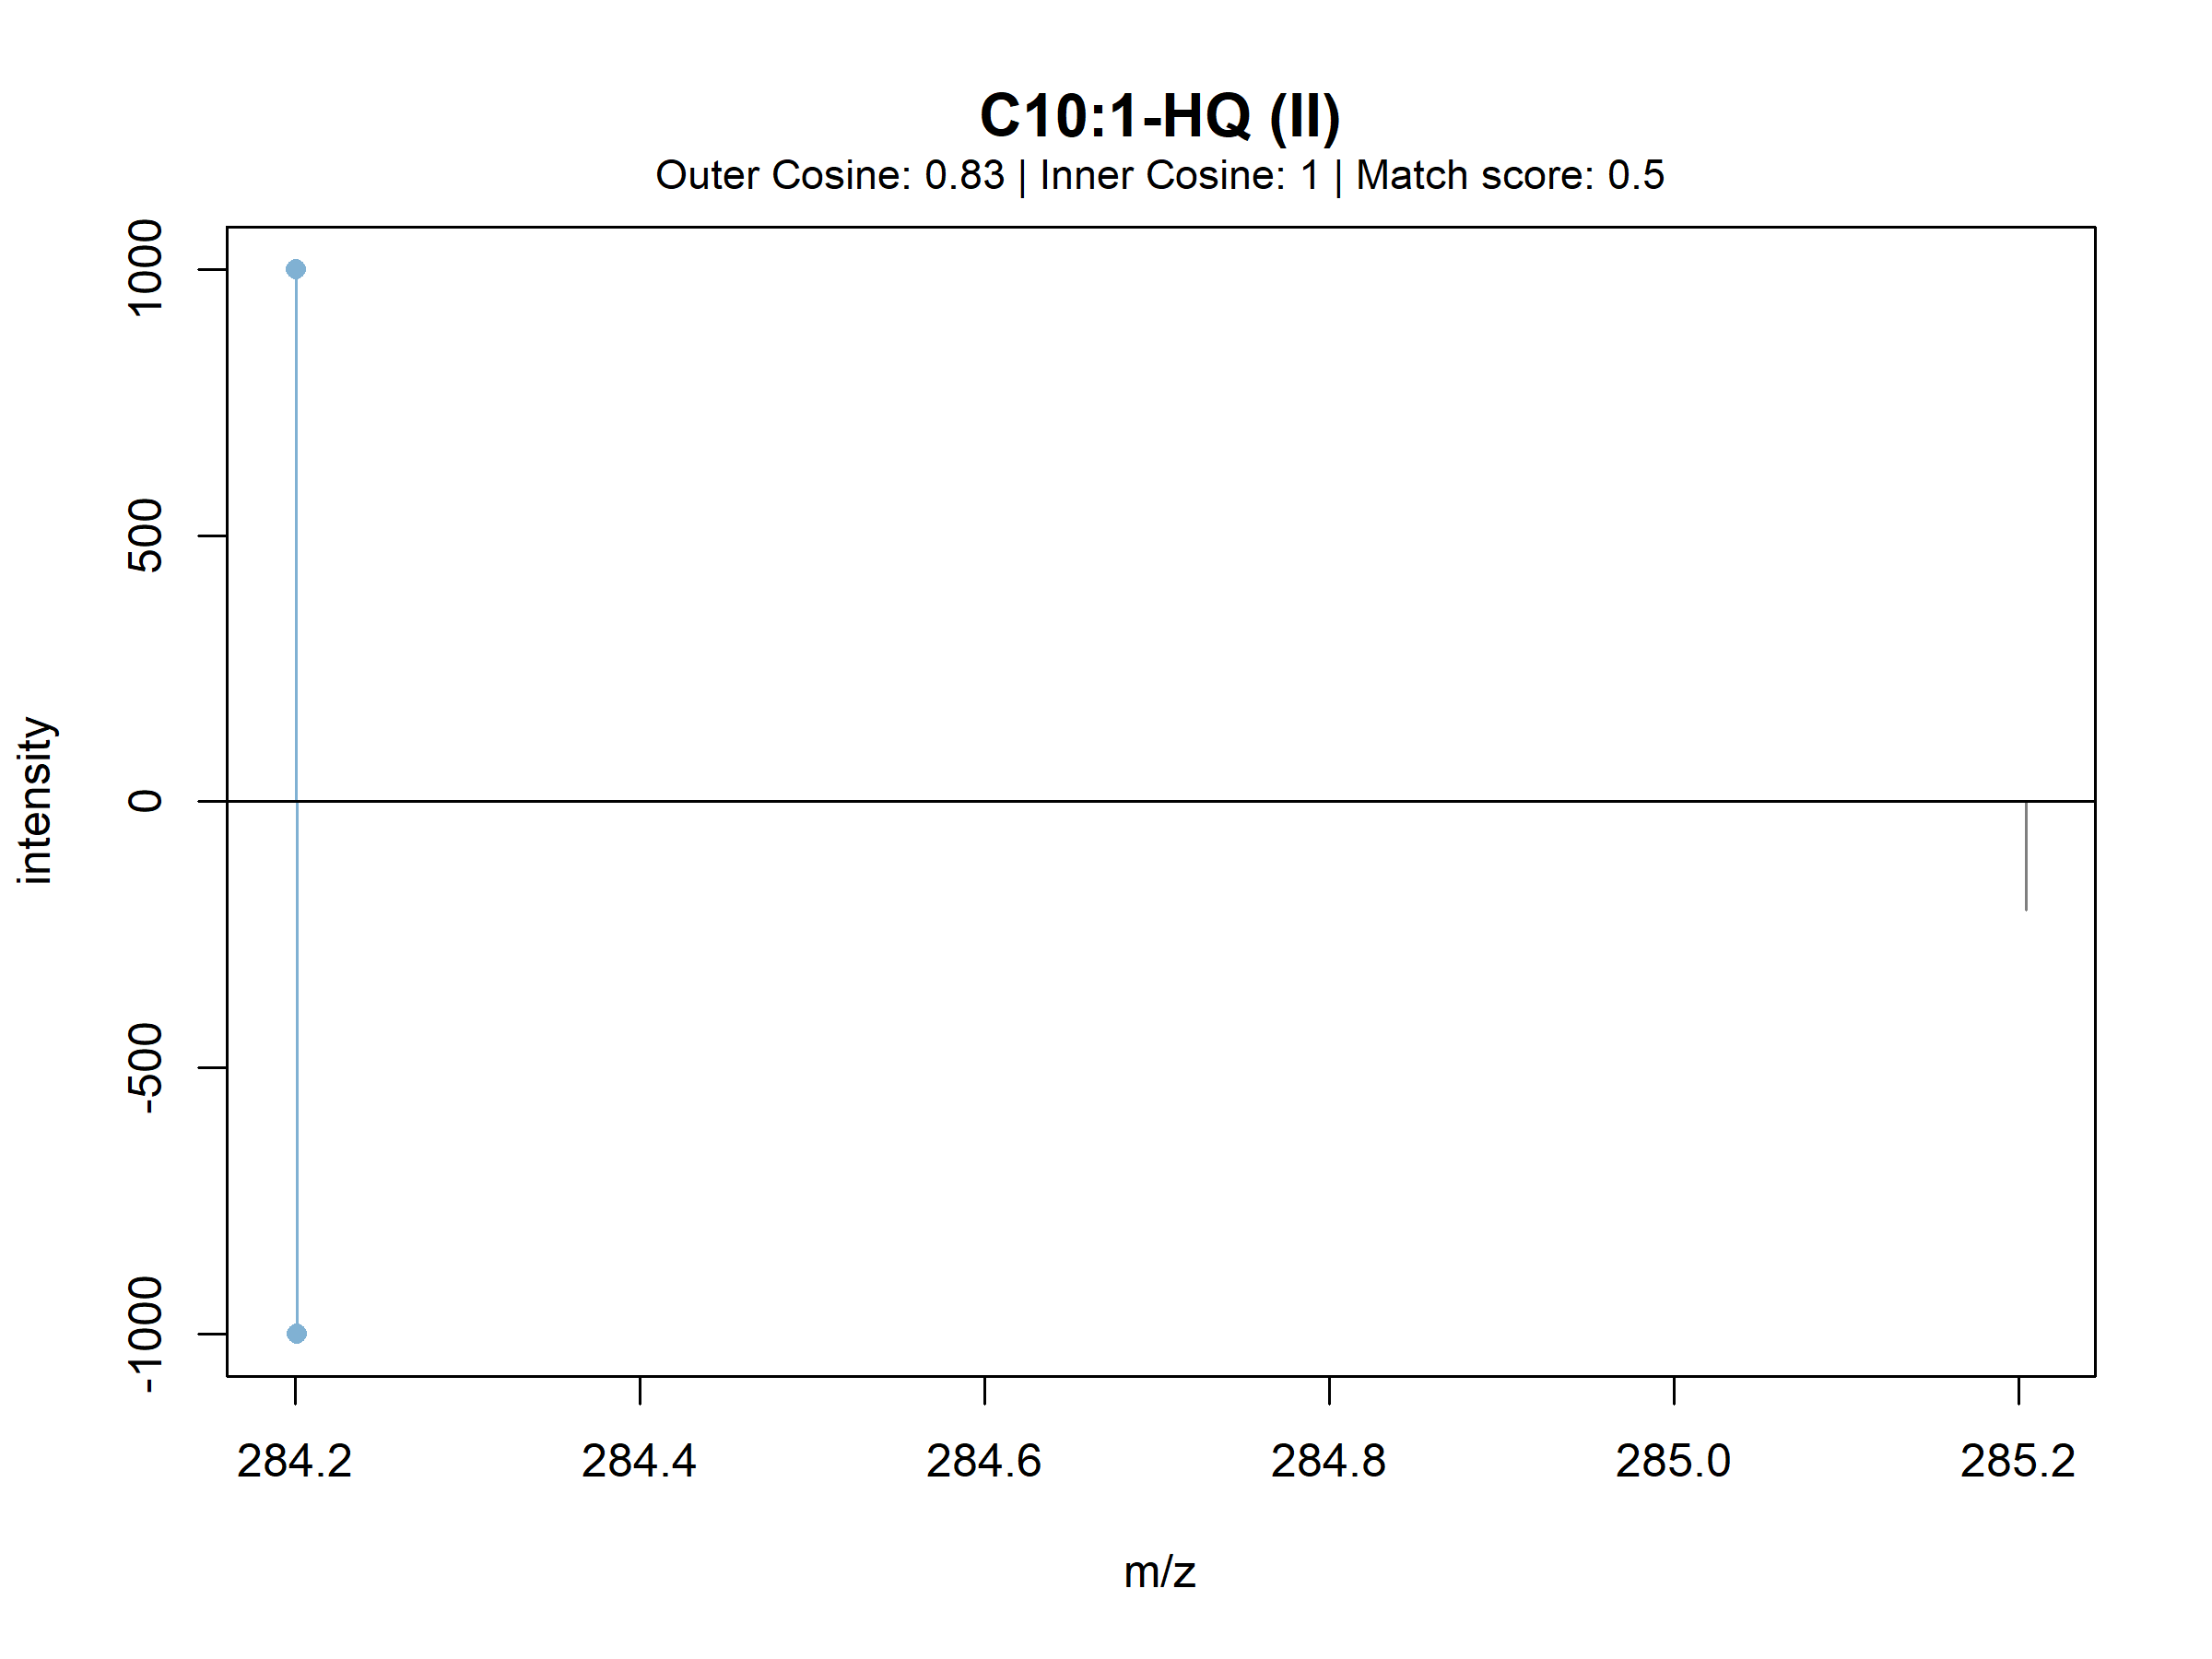 C10:1-HQ (II)
Outer Cosine: 0.83 | Inner Cosine: 1 | Match score: 0.5
1000
500
0
-500
-1000
intensity
284.2 284.4 284.6 284.8 285.0 285.2
m/z